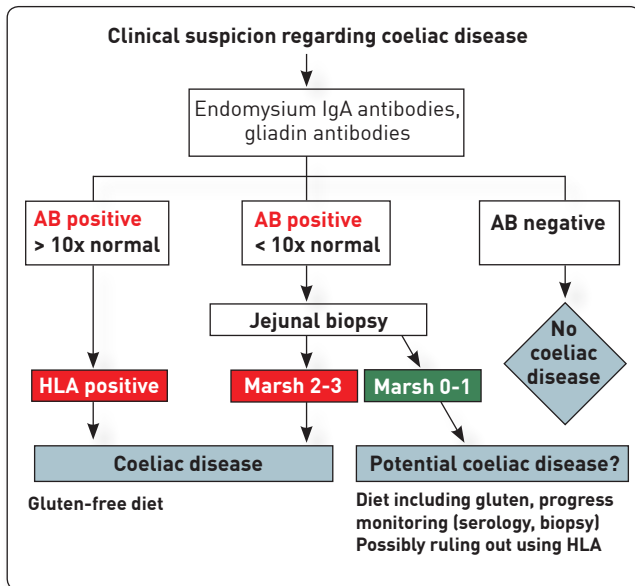 Clinical suspicion regarding coeliac disease
Endomysium IgA antibodies,
gliadin antibodies
AB positive
> 10x normal
AB positive
< 10x normal
AB negative
Jejunal biopsy
No
coeliac
disease
HLA positive
Marsh 2-3
Marsh 0-1
Coeliac disease
Potential coeliac disease?
Gluten-free diet
Diet including gluten, progress
monitoring (serology, biopsy)
Possibly ruling out using HLA